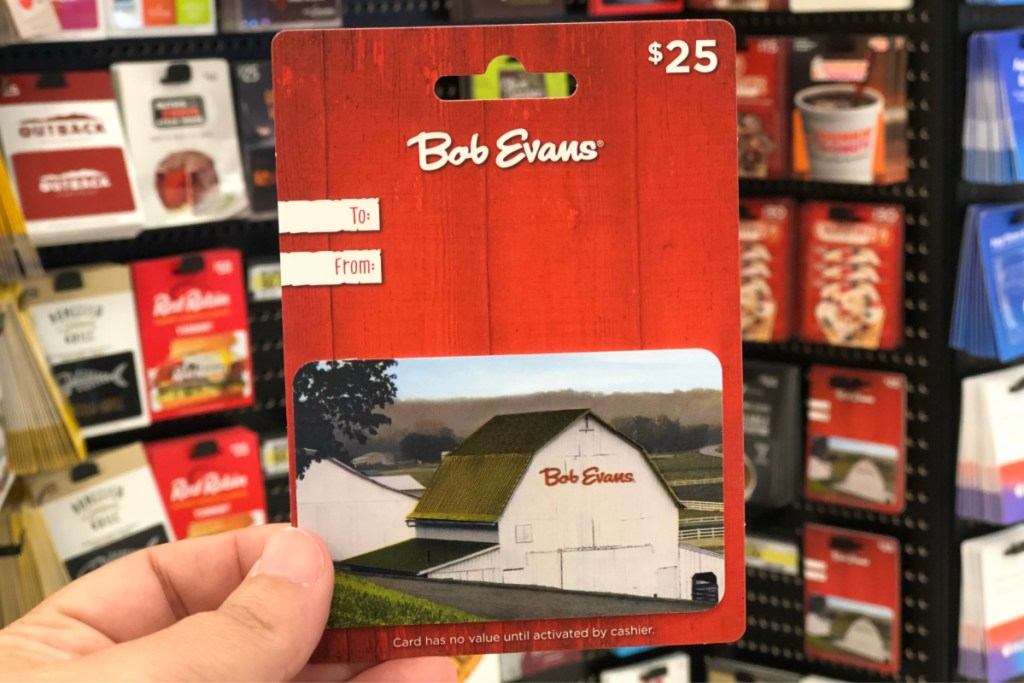 $25
Bob Evans®
To:
From:
Bob Evans
Card has no value until activated by cashier.
OUTBACK
OUTBACK
Red Robin
Red Robin